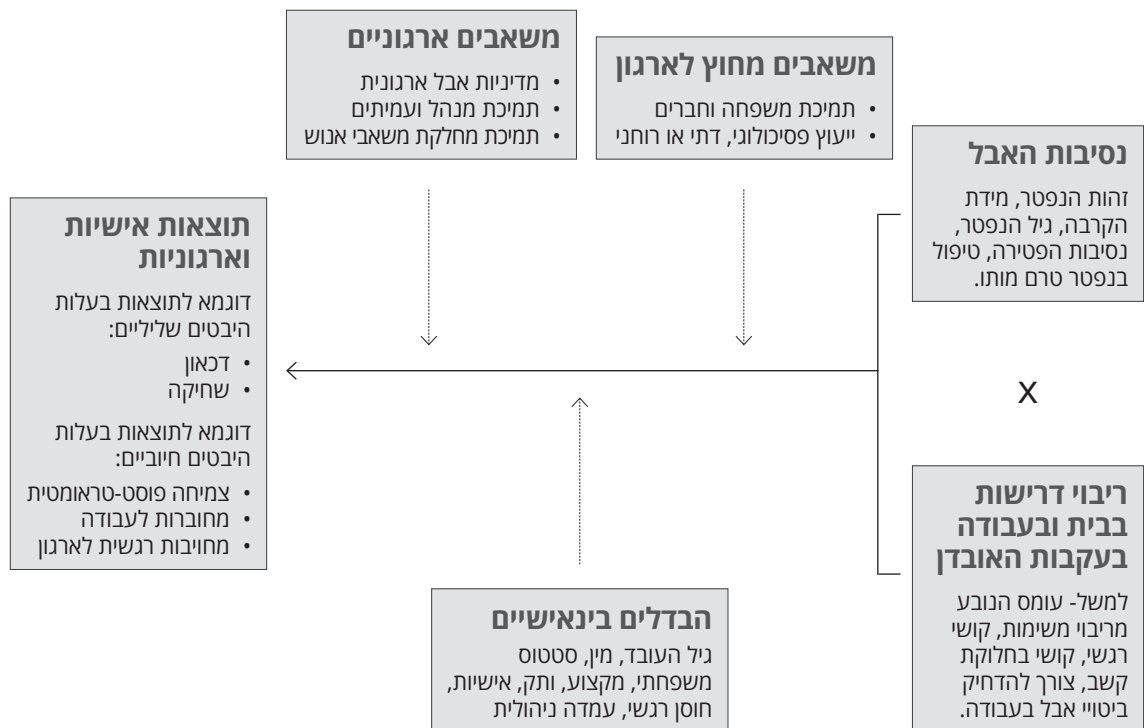 משאבים ארגוניים
• מדיניות אבל ארגונית
• תמיכת מנהל ועמיתים
• תמיכת מחלקת משאבי אנוש
משאבים מחוץ לארגון
• תמיכת משפחה וחברים
• ייעוץ פסיכולוגי, דתי או רוחני
נסיבות האבל
זהות הנפטר, מידת
הקרבה, גיל הנפטר,
נסיבות הפטירה, טיפול
בנפטר טרם מותו.
X
ריבוי דרישות
בבית ובעבודה
בעקבות האובדן
למשל- עומס הנובע
מריבוי משימות, קושי
רגשי, קושי בחלוקת
קשב, צורך להדחיק
ביטויי אבל בעבודה.
תוצאות אישיות
וארגוניות
דוגמא לתוצאות בעלות
היבטים שליליים:
• דכאון
• שחיקה
דוגמא לתוצאות בעלות
היבטים חיוביים:
• צמיחה פוסט-טראומטית
• מחוברות לעבודה
• מחויבות רגשית לארגון
הבדלים בינאישיים
גיל העובד, מין, סטטוס
משפחתי, מקצוע, ותק, אישיות,
חוסן רגשי, עמדה ניהולית